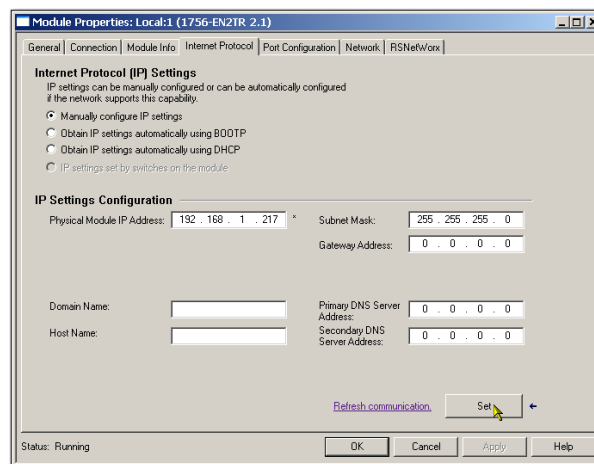 Module Properties: Local:1 (1756-EN2TR 2.1)
General Connection Module Info Internet Protocol Port Configuration Network RSNetWorx
Internet Protocol (IP) Settings
IP settings can be manually configured or can be automatically configured
if the network supports this capability.
Manually configure IP settings
Obtain IP settings automatically using BOOTP
Obtain IP settings automatically using DHCP
IP settings set by switches on the module
IP Settings Configuration
Physical Module IP Address: 192 . 168 . 1 . 217 * Subnet Mask: 255 . 255 . 255 . 0
Gateway Address: 0 . 0 . 0 . 0
Domain Name: Primary DNS Server
Address: 0 . 0 . 0 . 0
Host Name: Secondary DNS
Server Address: 0 . 0 . 0 . 0
Refresh communication. Set
Status: Running OK Cancel Apply Help